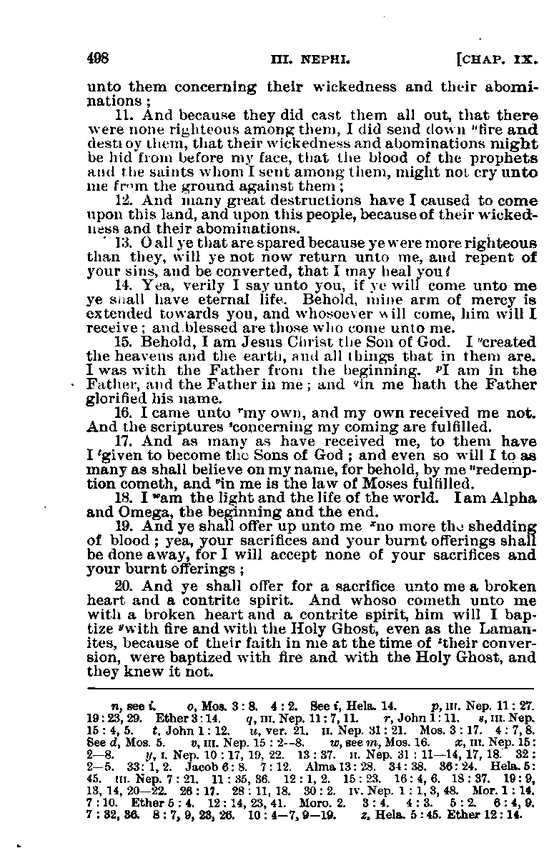 498 III. NEPHI. [CHAP. IX.
unto them concerning their wickedness and their abomi-
nations ;
11. And because they did cast them all out, that there
were none righteous among them, I did send down ⁿfire and
destroy them, that their wickedness and abominations might
be hid from before my face, that the blood of the prophets
and the saints whom I sent among them, might not cry unto
me from the ground against them ;
12. And many great destructions have I caused to come
upon this land, and upon this people, because of their wicked-
ness and their abominations.
13. O all ye that are spared because ye were more righteous
than they, will ye not now return unto me, and repent of
your sins, and be converted, that I may heal you?
14. Yea, verily I say unto you, if ye will come unto me
ye shall have eternal life. Behold, mine arm of mercy is
extended towards you, and whosoever will come, him will I
receive ; and blessed are those who come unto me.
15. Behold, I am Jesus Christ the Son of God. I ᵒcreated
the heavens and the earth, and all things that in them are.
I was with the Father from the beginning. ᵖI am in the
Father, and the Father in me ; and qin me hath the Father
glorified his name.
16. I came unto ʳmy own, and my own received me not.
And the scriptures ˢconcerning my coming are fulfilled.
17. And as many as have received me, to them have
I ᵗgiven to become the Sons of God ; and even so will I to as
many as shall believe on my name, for behold, by me ᵘredemp-
tion cometh, and ᵛin me is the law of Moses fulfilled.
18. I ʷam the light and the life of the world. I am Alpha
and Omega, the beginning and the end.
19. And ye shall offer up unto me ˣno more the shedding
of blood ; yea, your sacrifices and your burnt offerings shall
be done away, for I will accept none of your sacrifices and
your burnt offerings ;
20. And ye shall offer for a sacrifice unto me a broken
heart and a contrite spirit. And whoso cometh unto me
with a broken heart and a contrite spirit, him will I bap-
tize ʸwith fire and with the Holy Ghost, even as the Laman-
ites, because of their faith in me at the time of ᶻtheir conver-
sion, were baptized with fire and with the Holy Ghost, and
they knew it not.
n, see i. o, Mos. 3 : 8. 4 : 2. See i, Hela. 14. p, III. Nep. 11 : 27.
19 : 23, 29. Ether 3 : 14. q, III. Nep. 11 : 7, 11. r, John 1 : 11. s, III. Nep.
15 : 4, 5. t, John 1 : 12. u, ver. 21. II. Nep. 31 : 21. Mos. 3 : 17. 4 : 7, 8.
See d, Mos. 5. v, III. Nep. 15 : 2--8. w, see m, Mos. 16. x, III. Nep. 15 :
2—8. y, I. Nep. 10 : 17, 19, 22. 13 : 37. II. Nep. 31 : 11—14, 17, 18. 32 :
2—5. 33 : 1, 2. Jacob 6 : 8. 7 : 12. Alma 13 : 28. 34 : 38. 36 : 24. Hela. 5 :
45. III. Nep. 7 : 21. 11 : 35, 36. 12 : 1, 2. 15 : 23. 16 : 4, 6. 18 : 37. 19 : 9,
13, 14, 20—22. 26 : 17. 28 : 11, 18. 30 : 2. IV. Nep. 1 : 1, 3, 48. Mor. 1 : 14.
7 : 10. Ether 5 : 4. 12 : 14, 23, 41. Moro. 2. 3 : 4. 4 : 3. 5 : 2. 6 : 4, 9.
7 : 32, 36. 8 : 7, 9, 23, 26. 10 : 4—7, 9—19. z, Hela. 5 : 45. Ether 12 : 14.